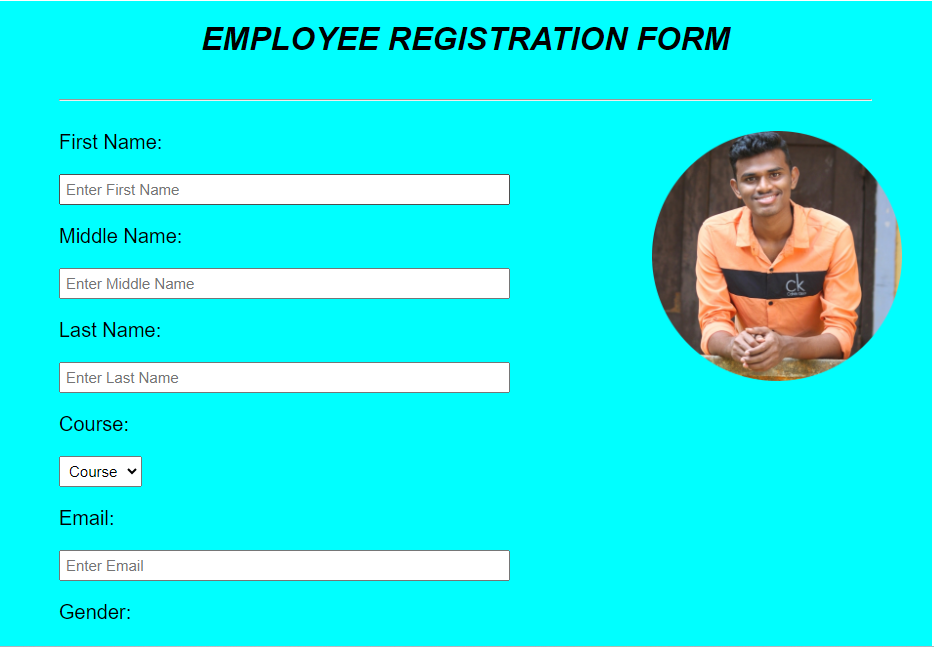 EMPLOYEE REGISTRATION FORM
First Name:
Enter First Name
Middle Name:
Enter Middle Name
Last Name:
Enter Last Name
Course:
Course
Email:
Enter Email
Gender:
ck